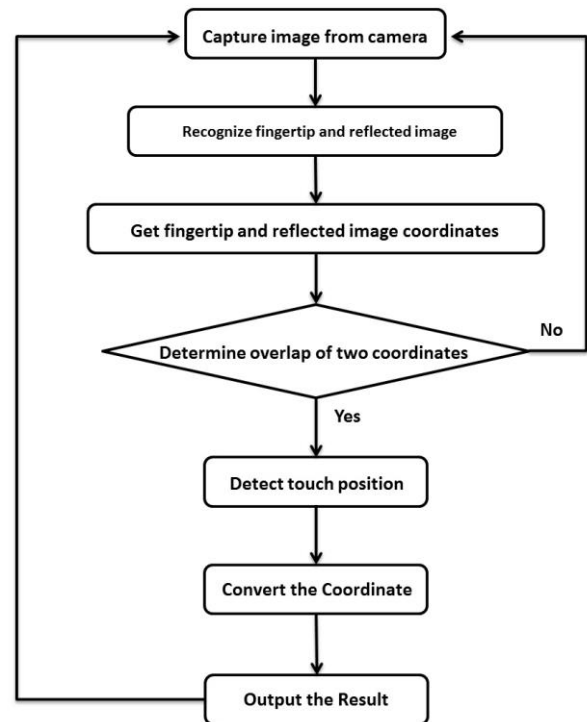 Capture image from camera
Recognize fingertip and reflected image
Get fingertip and reflected image coordinates
No
Determine overlap of two coordinates
Yes
Detect touch position
Convert the Coordinate
Output the Result